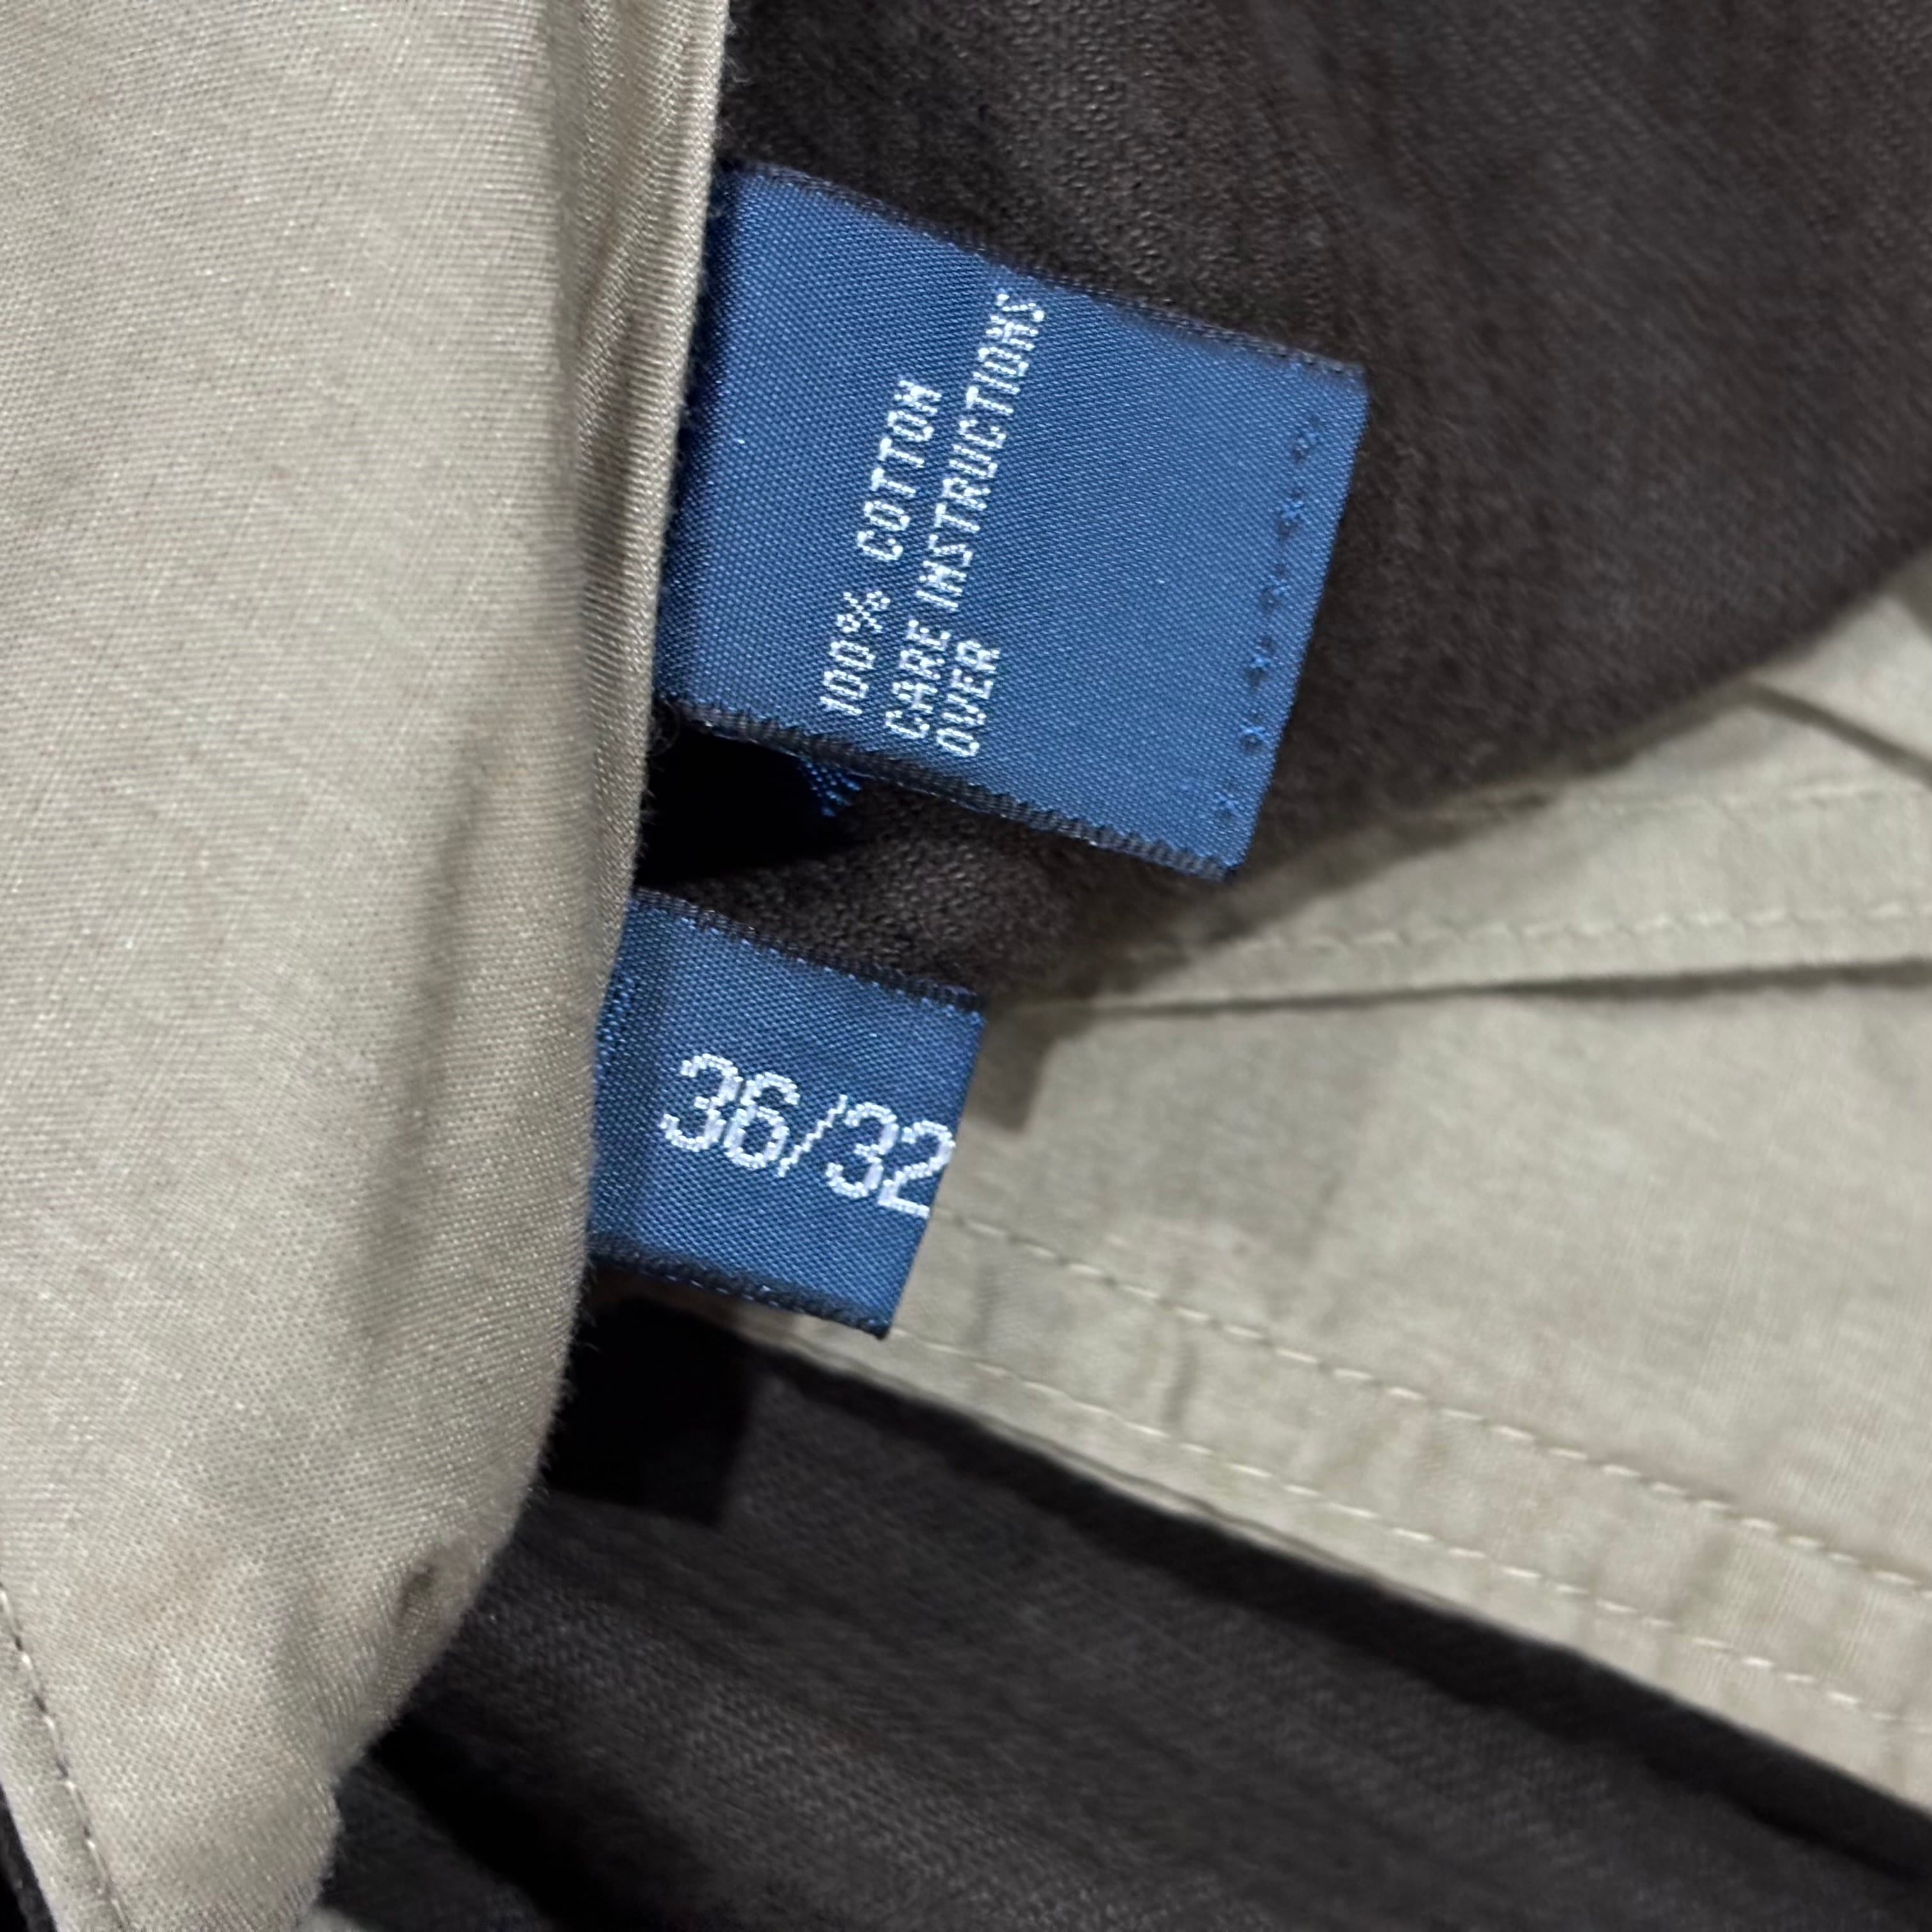 100% COTTON
CARE INSTRUCTIONS
OVER
36/32